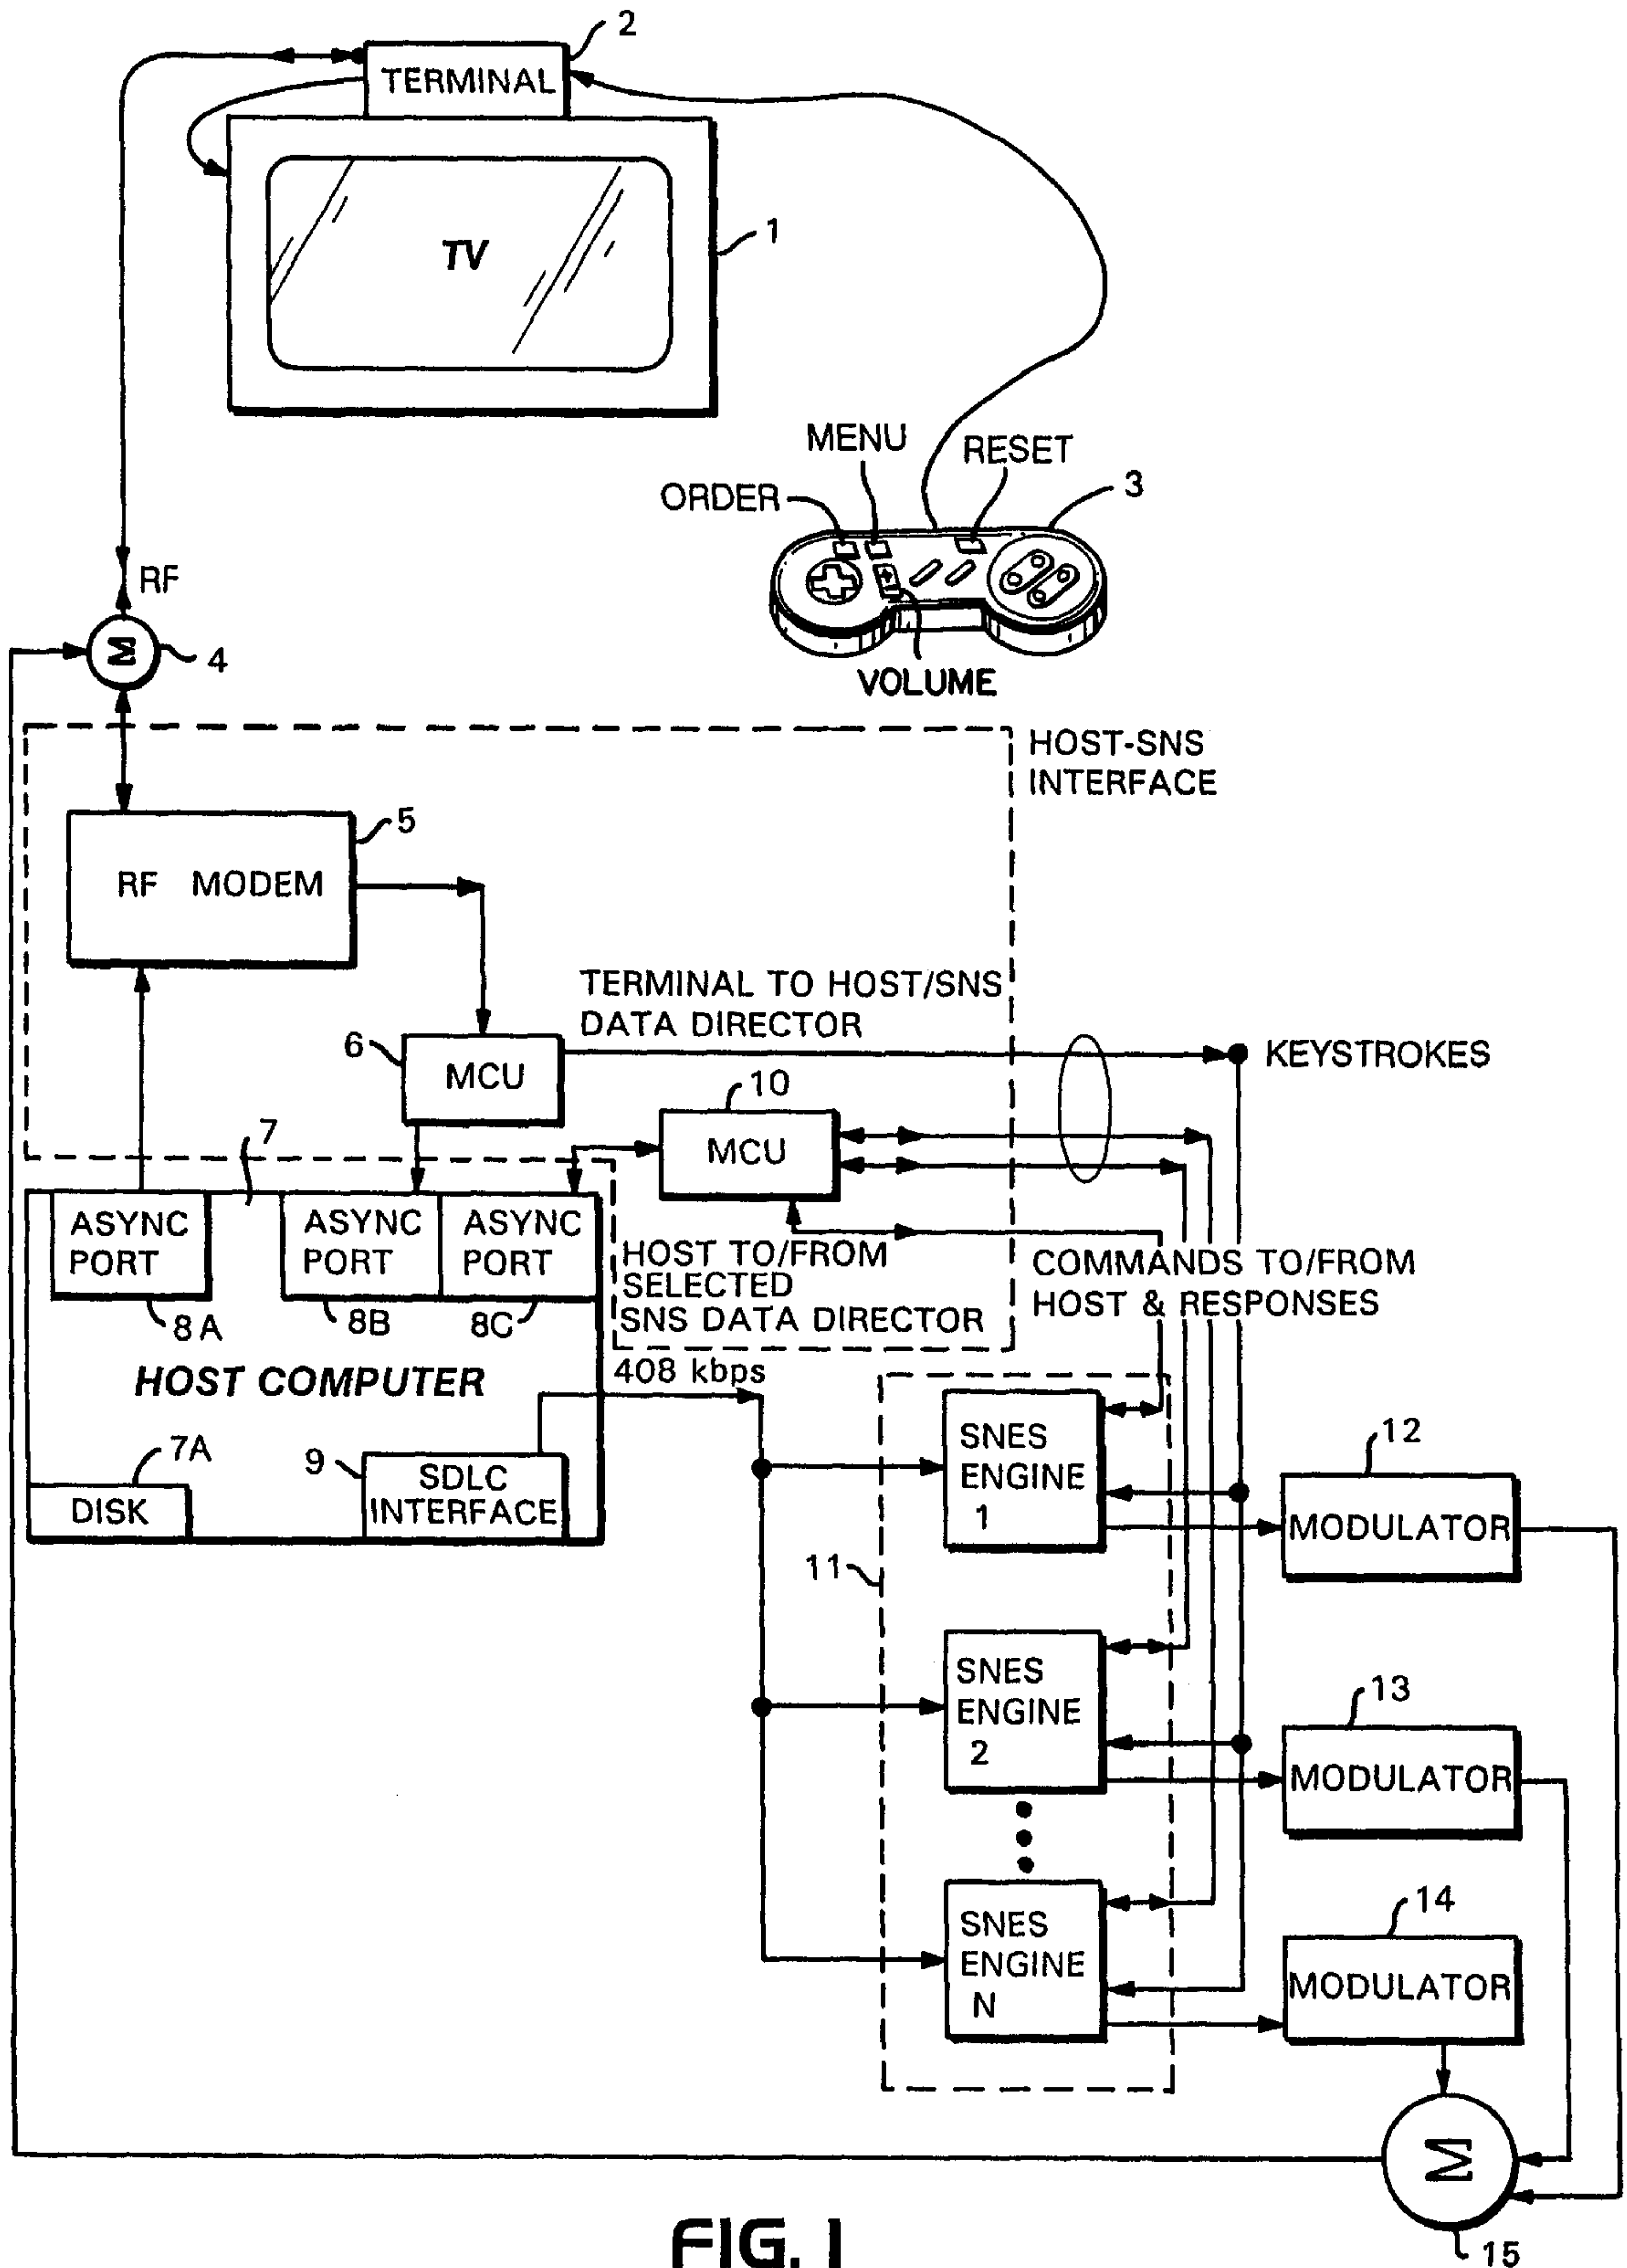 2
TERMINAL
TV
1
MENU
RESET
ORDER
3
VOLUME
RF
M
4
HOST-SNS
INTERFACE
5
RF MODEM
TERMINAL TO HOST/SNS
DATA DIRECTOR
6
MCU
KEYSTROKES
10
MCU
7
ASYNC
PORT
ASYNC
PORT
ASYNC
PORT
8A
8B
8C
HOST TO/FROM
SELECTED
SNS DATA DIRECTOR
COMMANDS TO/FROM
HOST & RESPONSES
HOST COMPUTER
408 kbps
7A
DISK
9
SDLC
INTERFACE
11
SNES
ENGINE
1
12
MODULATOR
SNES
ENGINE
2
13
MODULATOR
SNES
ENGINE
N
14
MODULATOR
M
15
FIG. 1